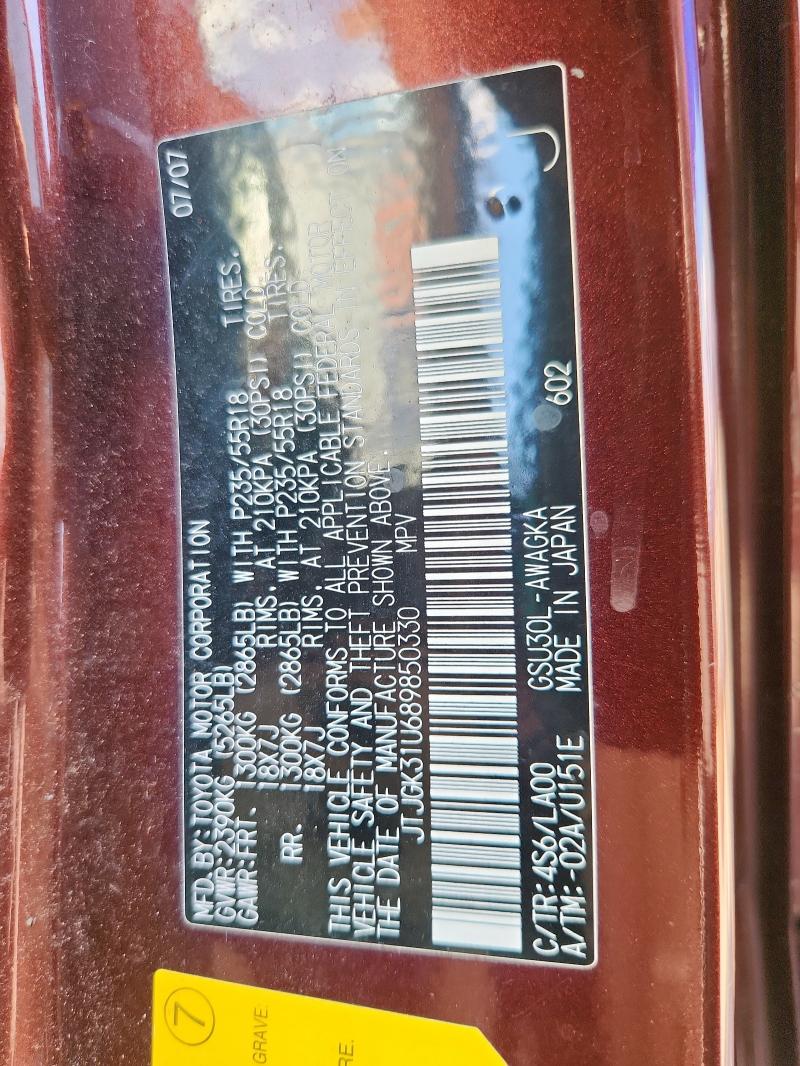 MFD.BY:TOYOTA MOTOR CORPORATION 07/07
GVWR:2390KG (5265LB)
GAWR:FRT. 1300KG (2865LB) WITH P235/55R18 TIRES.
18X7J RIMS. AT 210KPA (30PSI) COLD
RR. 1300KG (2865LB) WITH P235/55R18 TIRES.
18X7J RIMS. AT 210KPA (30PSI) COLD
THIS VEHICLE CONFORMS TO ALL APPLICABLE FEDERAL MOTOR
VEHICLE SAFETY AND THEFT PREVENTION STANDARDS IN EFFECT ON
THE DATE OF MANUFACTURE SHOWN ABOVE.
JTJGK31U689850330 MPV
C/TR:4S6/LA00 GSU30L-AWAGKA
A/TM:-02A/U151E MADE IN JAPAN 602
J
7
GRAVE.
RE.